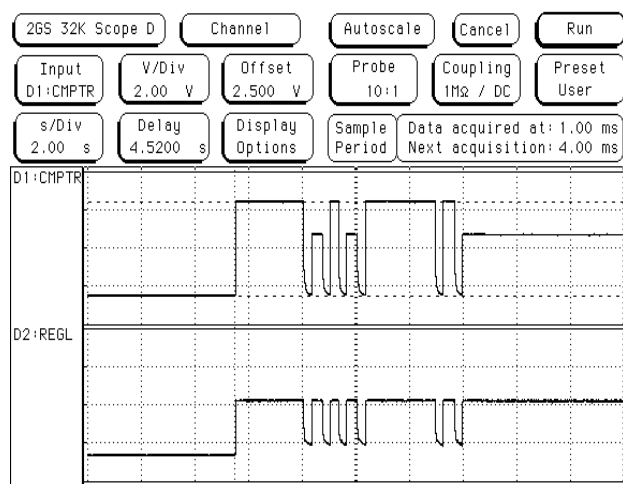 2GS 32K Scope D
Channel
Autoscale
Cancel
Run
Input
D1:CMPTR
V/Div
2.00 V
Offset
2.500 V
Probe
10:1
Coupling
1MΩ / DC
Preset
User
s/Div
2.00 s
Delay
4.5200 s
Display
Options
Sample
Period
Data acquired at: 1.00 ms
Next acquisition: 4.00 ms
D1:CMPTR
D2:REGL